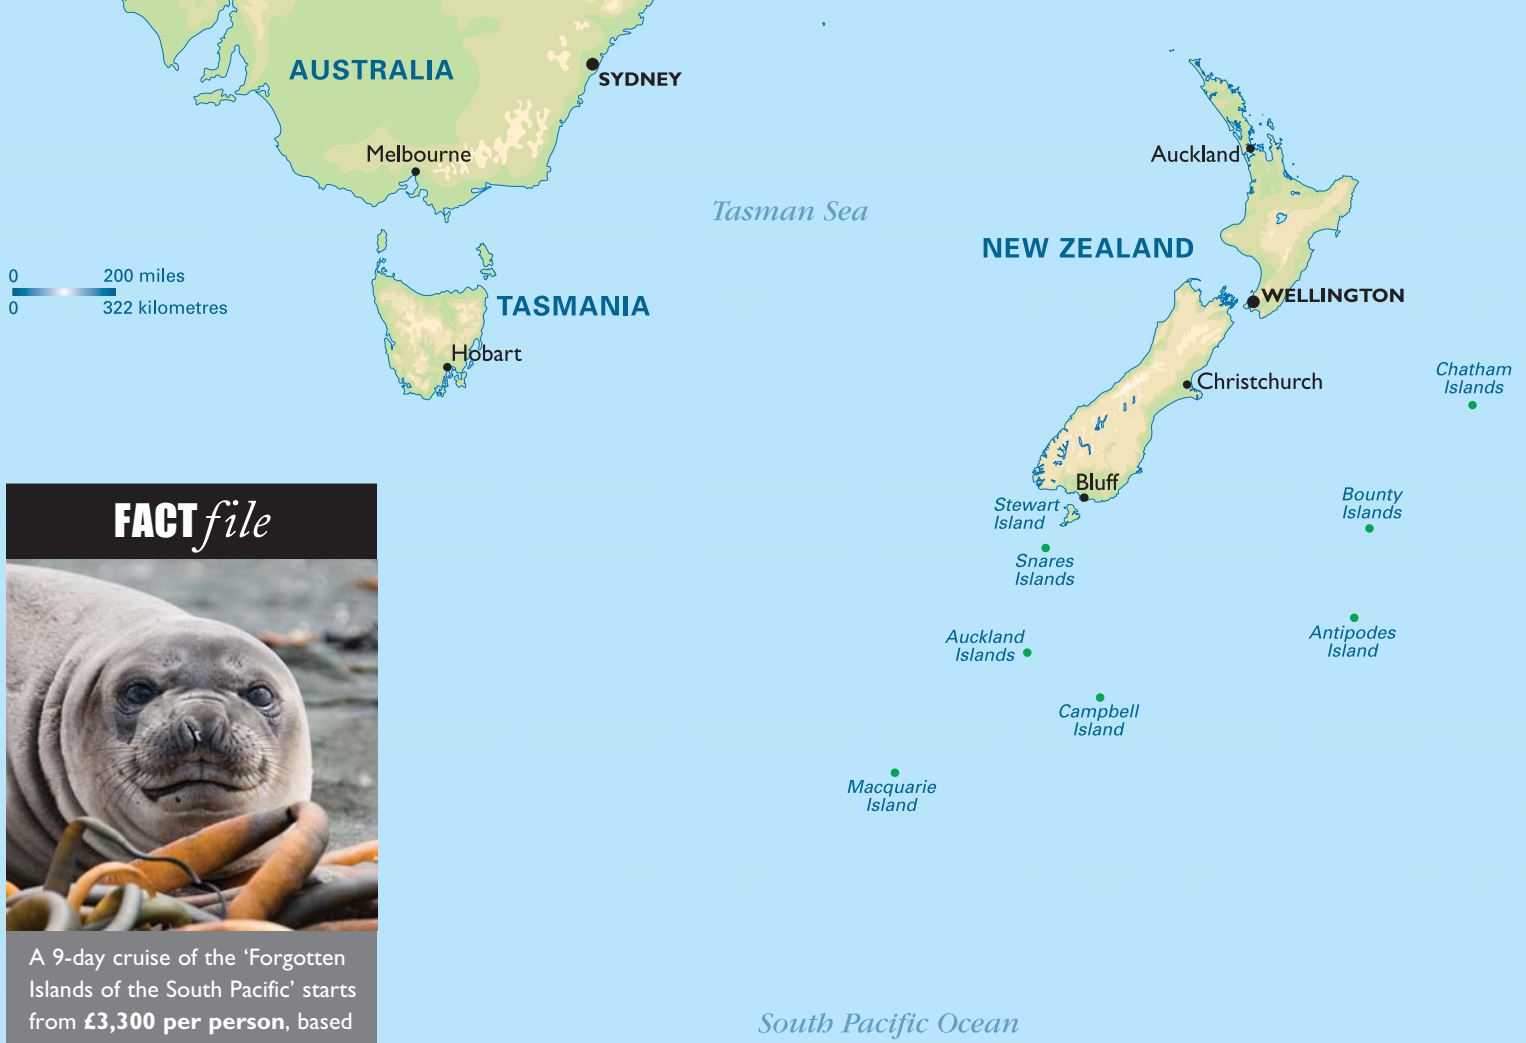 AUSTRALIA
SYDNEY
Melbourne
Auckland
Tasman Sea
NEW ZEALAND
0 200 miles
0 322 kilometres
TASMANIA
WELLINGTON
Hobart
Christchurch
Chatham
Islands
Bluff
Stewart
Island
Bounty
Islands
Snares
Islands
Auckland
Islands
Antipodes
Island
Campbell
Island
Macquarie
Island
South Pacific Ocean
FACT file
A 9-day cruise of the ‘Forgotten
Islands of the South Pacific’ starts
from £3,300 per person, based